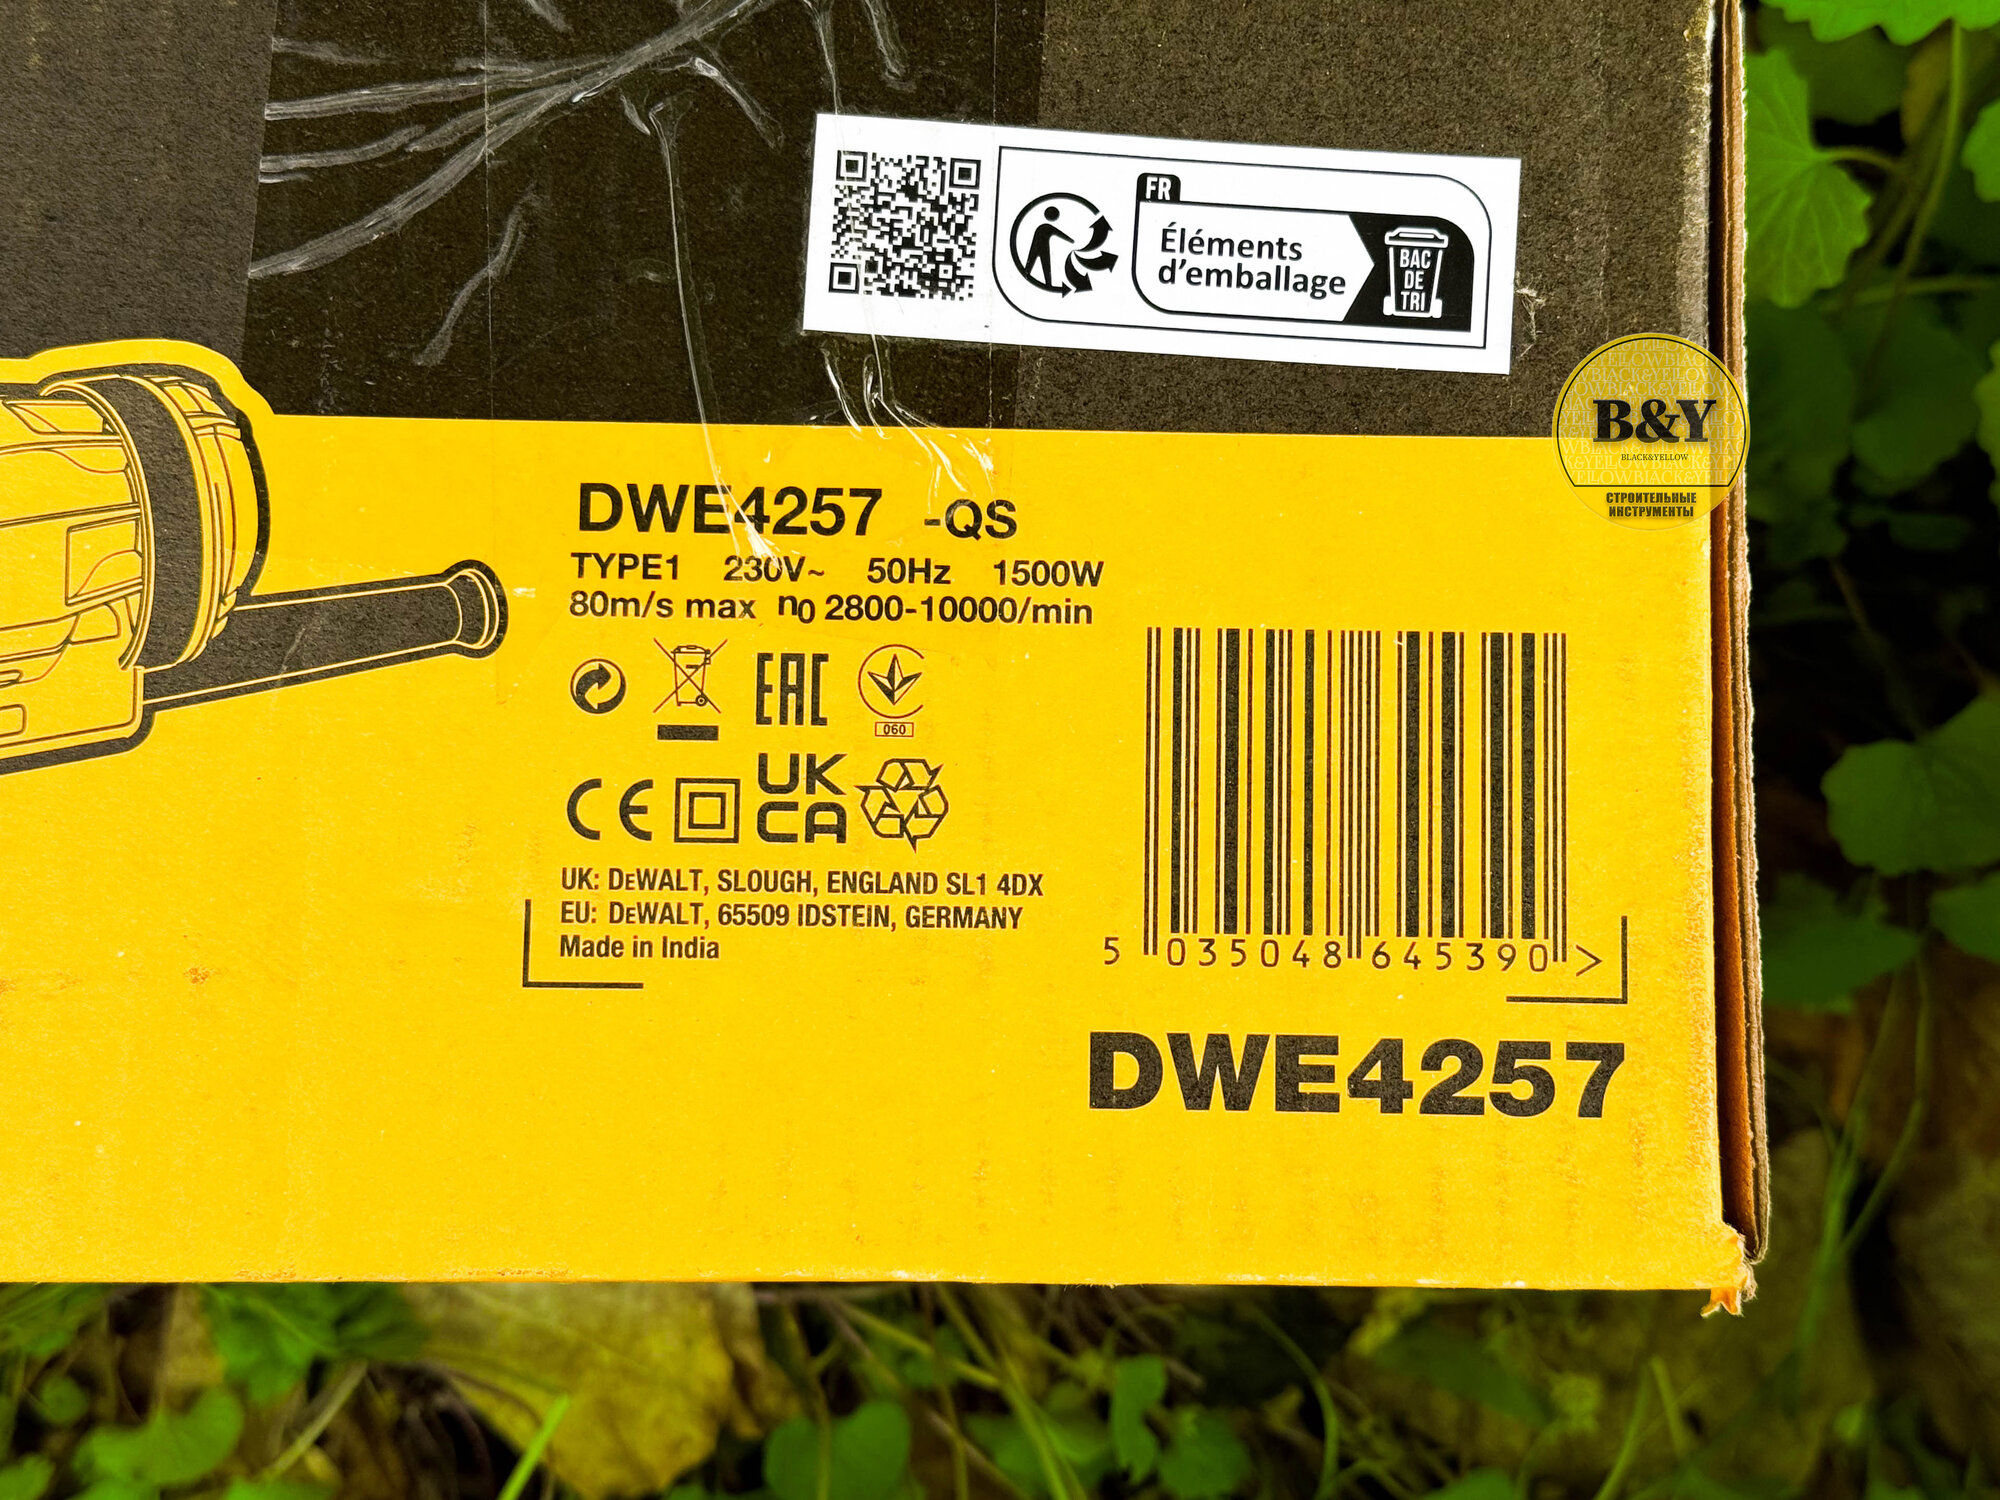 FR
Éléments
d'emballage
BAC
DE
TRI
B&Y
BLACK&YELLOW
СТРОИТЕЛЬНЫЕ
ИНСТРУМЕНТЫ
DWE4257 -QS
TYPE1 230V~ 50Hz 1500W
80m/s max n0 2800-10000/min
EAC
060
CE
UK
CA
UK: DeWALT, SLOUGH, ENGLAND SL1 4DX
EU: DeWALT, 65509 IDSTEIN, GERMANY
Made in India
5 035048 645390 >
DWE4257